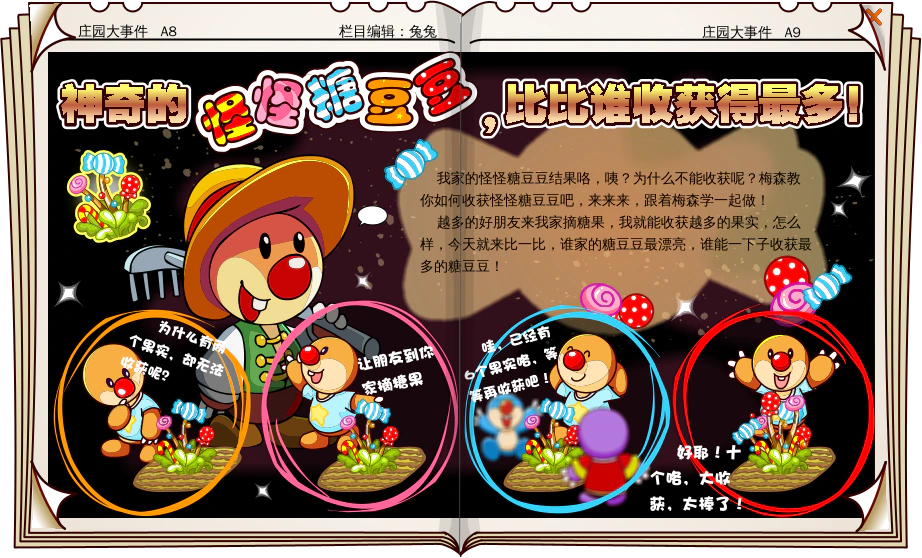 庄园大事件 A8
栏目编辑：兔兔
庄园大事件 A9
神奇的怪怪糖豆豆，比比谁收获得最多！
我家的怪怪糖豆豆结果咯，咦？为什么不能收获呢？梅森教
你如何收获怪怪糖豆豆吧，来来来，跟着梅森学一起做！
越多的好朋友来我家摘糖果，我就能收获越多的果实，怎么
样，今天就来比一比，谁家的糖豆豆最漂亮，谁能一下子收获最
多的糖豆豆！
为什么有两
个果实，却无法
收获呢？
让朋友到你
家摘糖果
哇，已经有
6个果实咯，等
等再收获吧！
好耶！十
个咯，大收
获，太棒了！